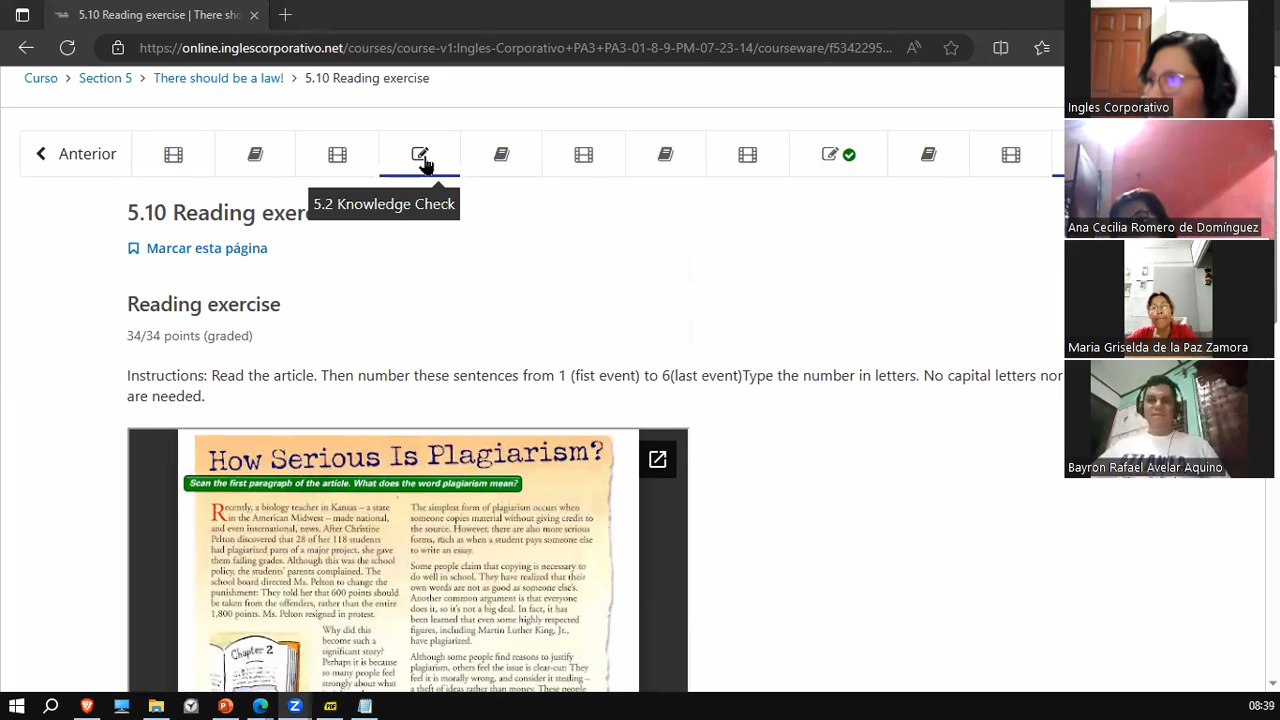 5.10 Reading exercise | There sho
https://online.inglescorporativo.net/courses/course-v1:Ingles-Corporativo+PA3+PA3-01-8-9-PM-07-23-14/courseware/f5342295...
Curso > Section 5 > There should be a law! > 5.10 Reading exercise
Anterior
5.2 Knowledge Check
5.10 Reading exer
Marcar esta página
Reading exercise
34/34 points (graded)
Instructions: Read the article. Then number these sentences from 1 (fist event) to 6(last event)Type the number in letters. No capital letters nor
are needed.
How Serious Is Plagiarism?
Scan the first paragraph of the article. What does the word plagiarism mean?
Recently, a biology teacher in Kansas – a state
in the American Midwest – made national,
and even international, news. After Christine
Pelton discovered that 28 of her 118 students
had plagiarized parts of a major project, she gave
them failing grades. Although this was the school
policy, the students' parents complained. The
school board directed Ms. Pelton to change the
punishment: They told her that 600 points should
be taken from the offenders, rather than the entire
1,800 points. Ms. Pelton resigned in protest.
Why did this
become such a
significant story?
Perhaps it is because
so many people feel
strongly about what
Chapter 2
The simplest form of plagiarism occurs when
someone copies material without giving credit to
the source. However, there are also more serious
forms, such as when a student pays someone else
to write an essay.
Some people claim that copying is necessary to
do well in school. They have realized that their
own words are not as good as someone else's.
Another common argument is that everyone
does it, so it's not a big deal. In fact, it has
been learned that even some highly respected
figures, including Martin Luther King, Jr.,
have plagiarized.
Although some people find reasons to justify
plagiarism, others feel the issue is clear-cut: They
feel it is morally wrong, and consider it stealing –
a theft of ideas rather than money. These people
Ingles Corporativo
Ana Cecilia Romero de Domínguez
Maria Griselda de la Paz Zamora
Bayron Rafael Avelar Aquino
08:39